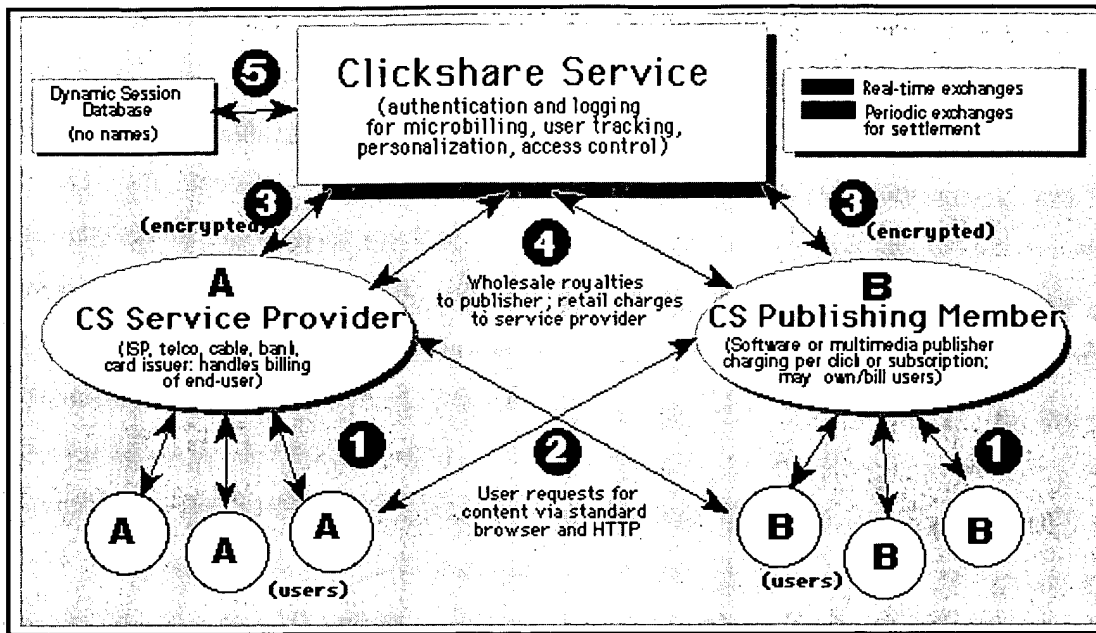 5
Dynamic Session
Database
(no names)
Clickshare Service
(authentication and logging
for microbilling, user tracking,
personalization, access control)
Real-time exchanges
Periodic exchanges
for settlement
3
(encrypted)
3
(encrypted)
4
Wholesale royalties
to publisher; retail charges
to service provider
A
CS Service Provider
(ISP, telco, cable, bank,
card issuer: handles billing
of end-user)
B
CS Publishing Member
(Software or multimedia publisher
charging per click or subscription;
may own/bill users)
1
2
1
User requests for
content via standard
browser and HTTP
A
A
A
(users)
B
B
B
(users)